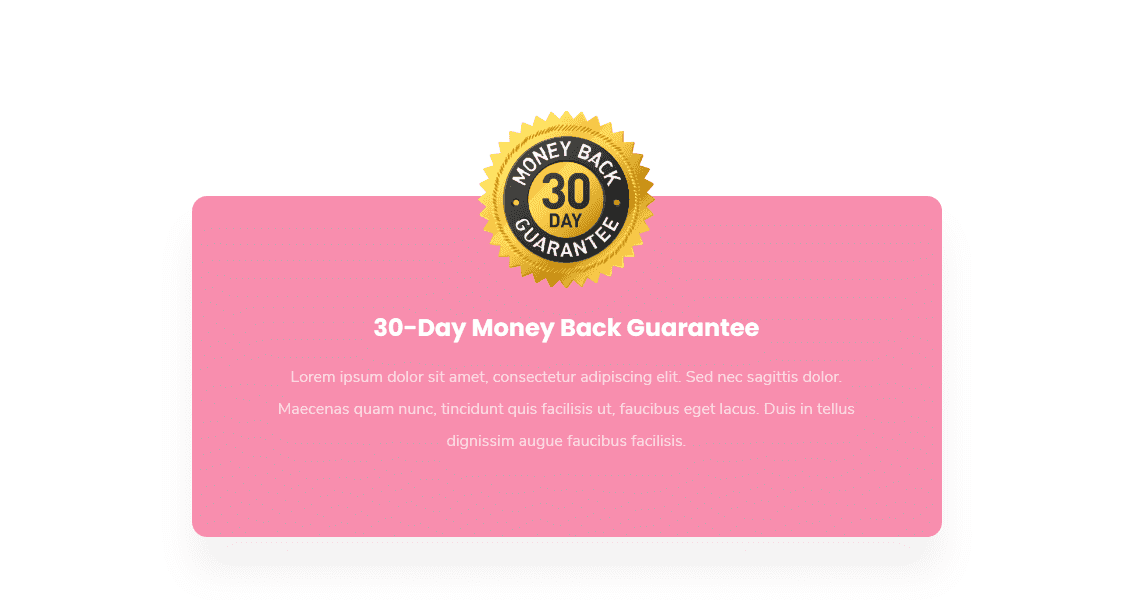 MONEY BACK
30
DAY
GUARANTEE
30-Day Money Back Guarantee
Lorem ipsum dolor sit amet, consectetur adipiscing elit. Sed nec sagittis dolor.
Maecenas quam nunc, tincidunt quis facilisis ut, faucibus eget lacus. Duis in tellus
dignissim augue faucibus facilisis.